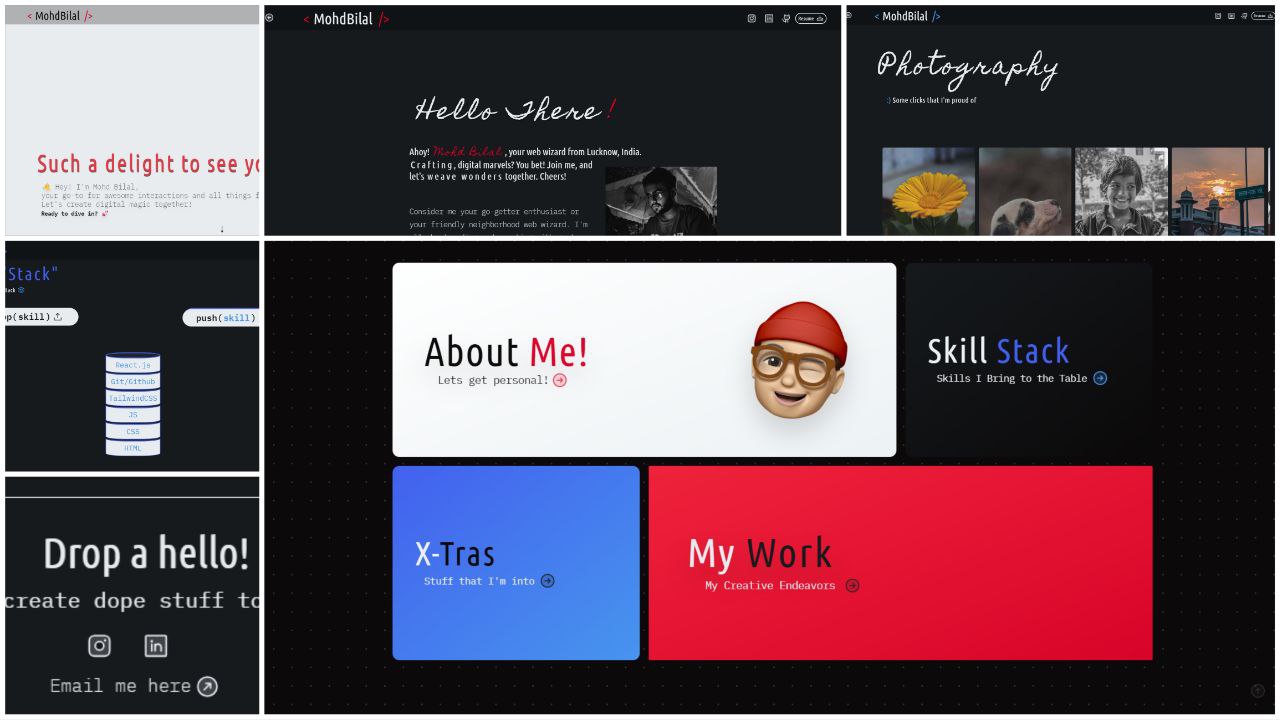 < MohdBilal />
Such a delight to see yo
👋 Hey! I'm Mohd Bilal,
your go to for awesome interactions and all things f
Let's create digital magic together!
Ready to dive in? 🚀
< MohdBilal />
Resume
Hello There!
Ahoy! Mohd Bilal, your web wizard from Lucknow, India.
Crafting, digital marvels? You bet! Join me, and
let's weave wonders together. Cheers!
Consider me your go-getter enthusiast or
your friendly neighborhood web wizard. I'm
< MohdBilal />
Resume
Photography
:) Some clicks that I'm proud of
Stack"
op(skill)
push(skill)
React.js
Git/Github
TailwindCSS
JS
CSS
HTML
Drop a hello!
create dope stuff to
Email me here
About Me!
Lets get personal!
Skill Stack
Skills I Bring to the Table
X-Tras
Stuff that I'm into
My Work
My Creative Endeavors